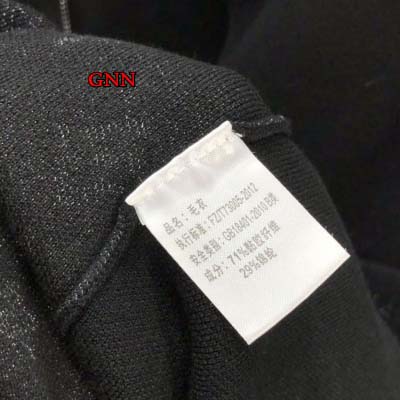 GNN
品名: 毛衣
执行标准: FZ/T73005-2012
安全类别: GB18401-2010.B类
成分: 71%黏胶纤维
29%锦纶